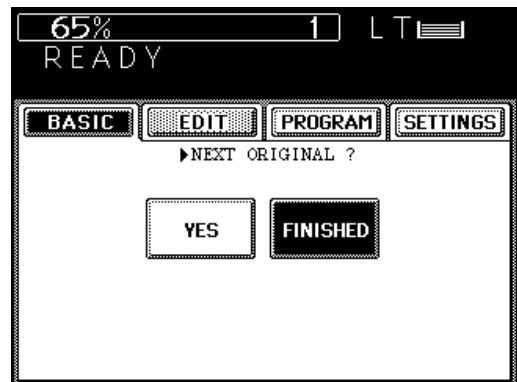 65% 1 LT
READY
BASIC EDIT PROGRAM SETTINGS
▶NEXT ORIGINAL ?
YES FINISHED